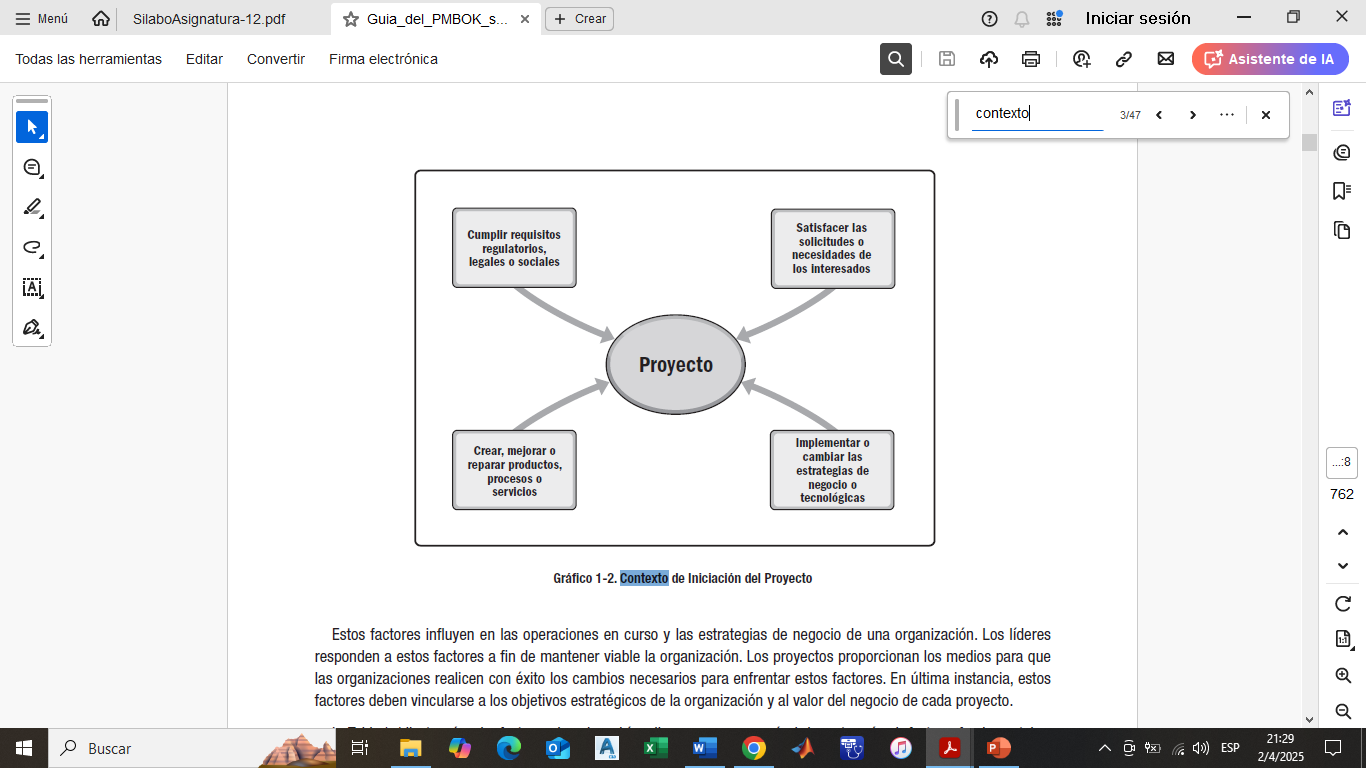 Menú
SilaboAsignatura-12.pdf
Guia_del_PMBOK_s...
Crear
Iniciar sesión
Todas las herramientas
Editar
Convertir
Firma electrónica
Asistente de IA
contexto
3/47
Cumplir requisitos
regulatorios,
legales o sociales
Satisfacer las
solicitudes o
necesidades de
los interesados
Proyecto
Crear, mejorar o
reparar productos,
procesos o
servicios
Implementar o
cambiar las
estrategias de
negocio o
tecnológicas
Gráfico 1-2. Contexto de Iniciación del Proyecto
Estos factores influyen en las operaciones en curso y las estrategias de negocio de una organización. Los líderes
responden a estos factores a fin de mantener viable la organización. Los proyectos proporcionan los medios para que
las organizaciones realicen con éxito los cambios necesarios para enfrentar estos factores. En última instancia, estos
factores deben vincularse a los objetivos estratégicos de la organización y al valor del negocio de cada proyecto.
...:8
762
1:1
Buscar
ESP
21:29
2/4/2025